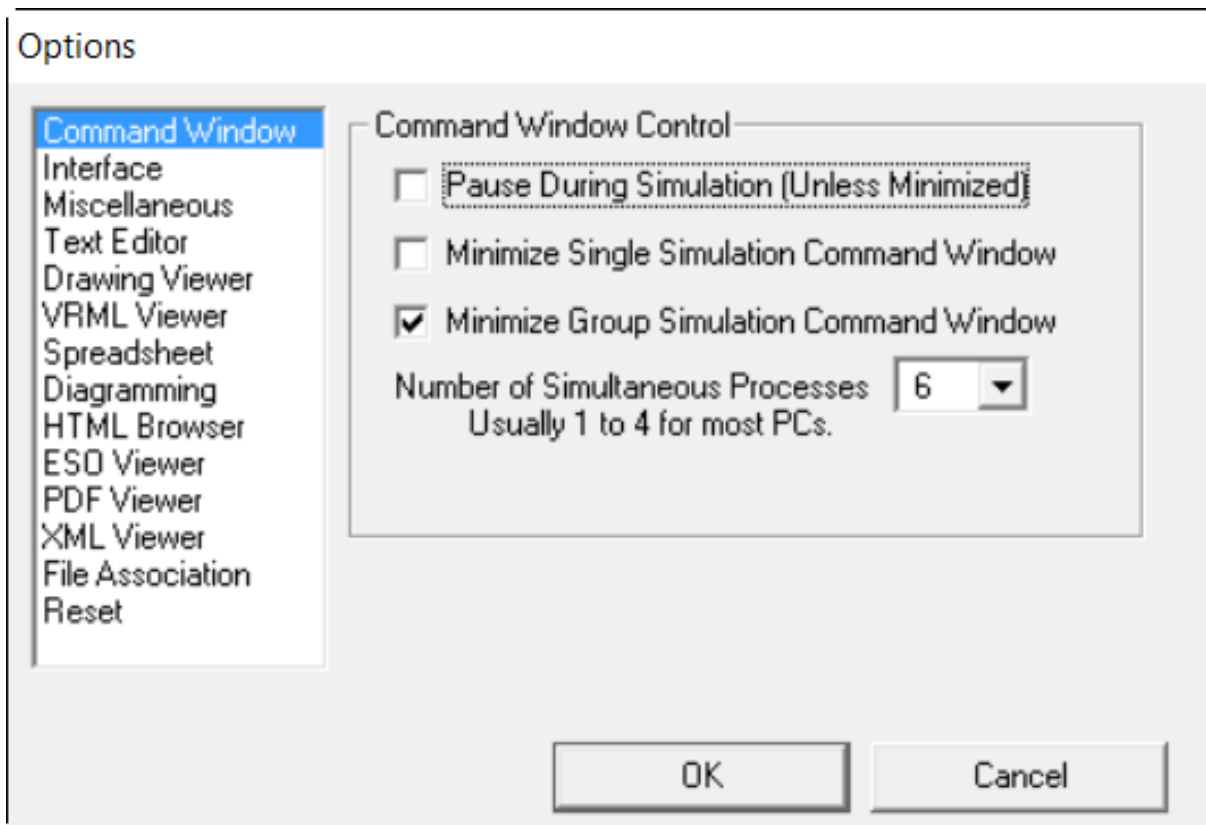 Options
Command Window
Interface
Miscellaneous
Text Editor
Drawing Viewer
VRML Viewer
Spreadsheet
Diagramming
HTML Browser
ESO Viewer
PDF Viewer
XML Viewer
File Association
Reset
Command Window Control
Pause During Simulation (Unless Minimized)
Minimize Single Simulation Command Window
Minimize Group Simulation Command Window
Number of Simultaneous Processes 6
Usually 1 to 4 for most PCs.
OK
Cancel